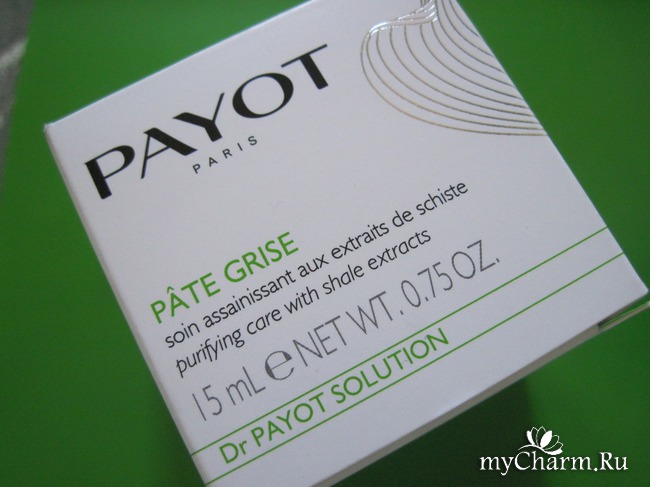 PAYOT
PARIS
PÂTE GRISE
soin assainissant aux extraits de schiste
purifying care with shale extracts
15 mL ℮ NET WT. 0.75 OZ.
Dr PAYOT SOLUTION
myCharm.Ru